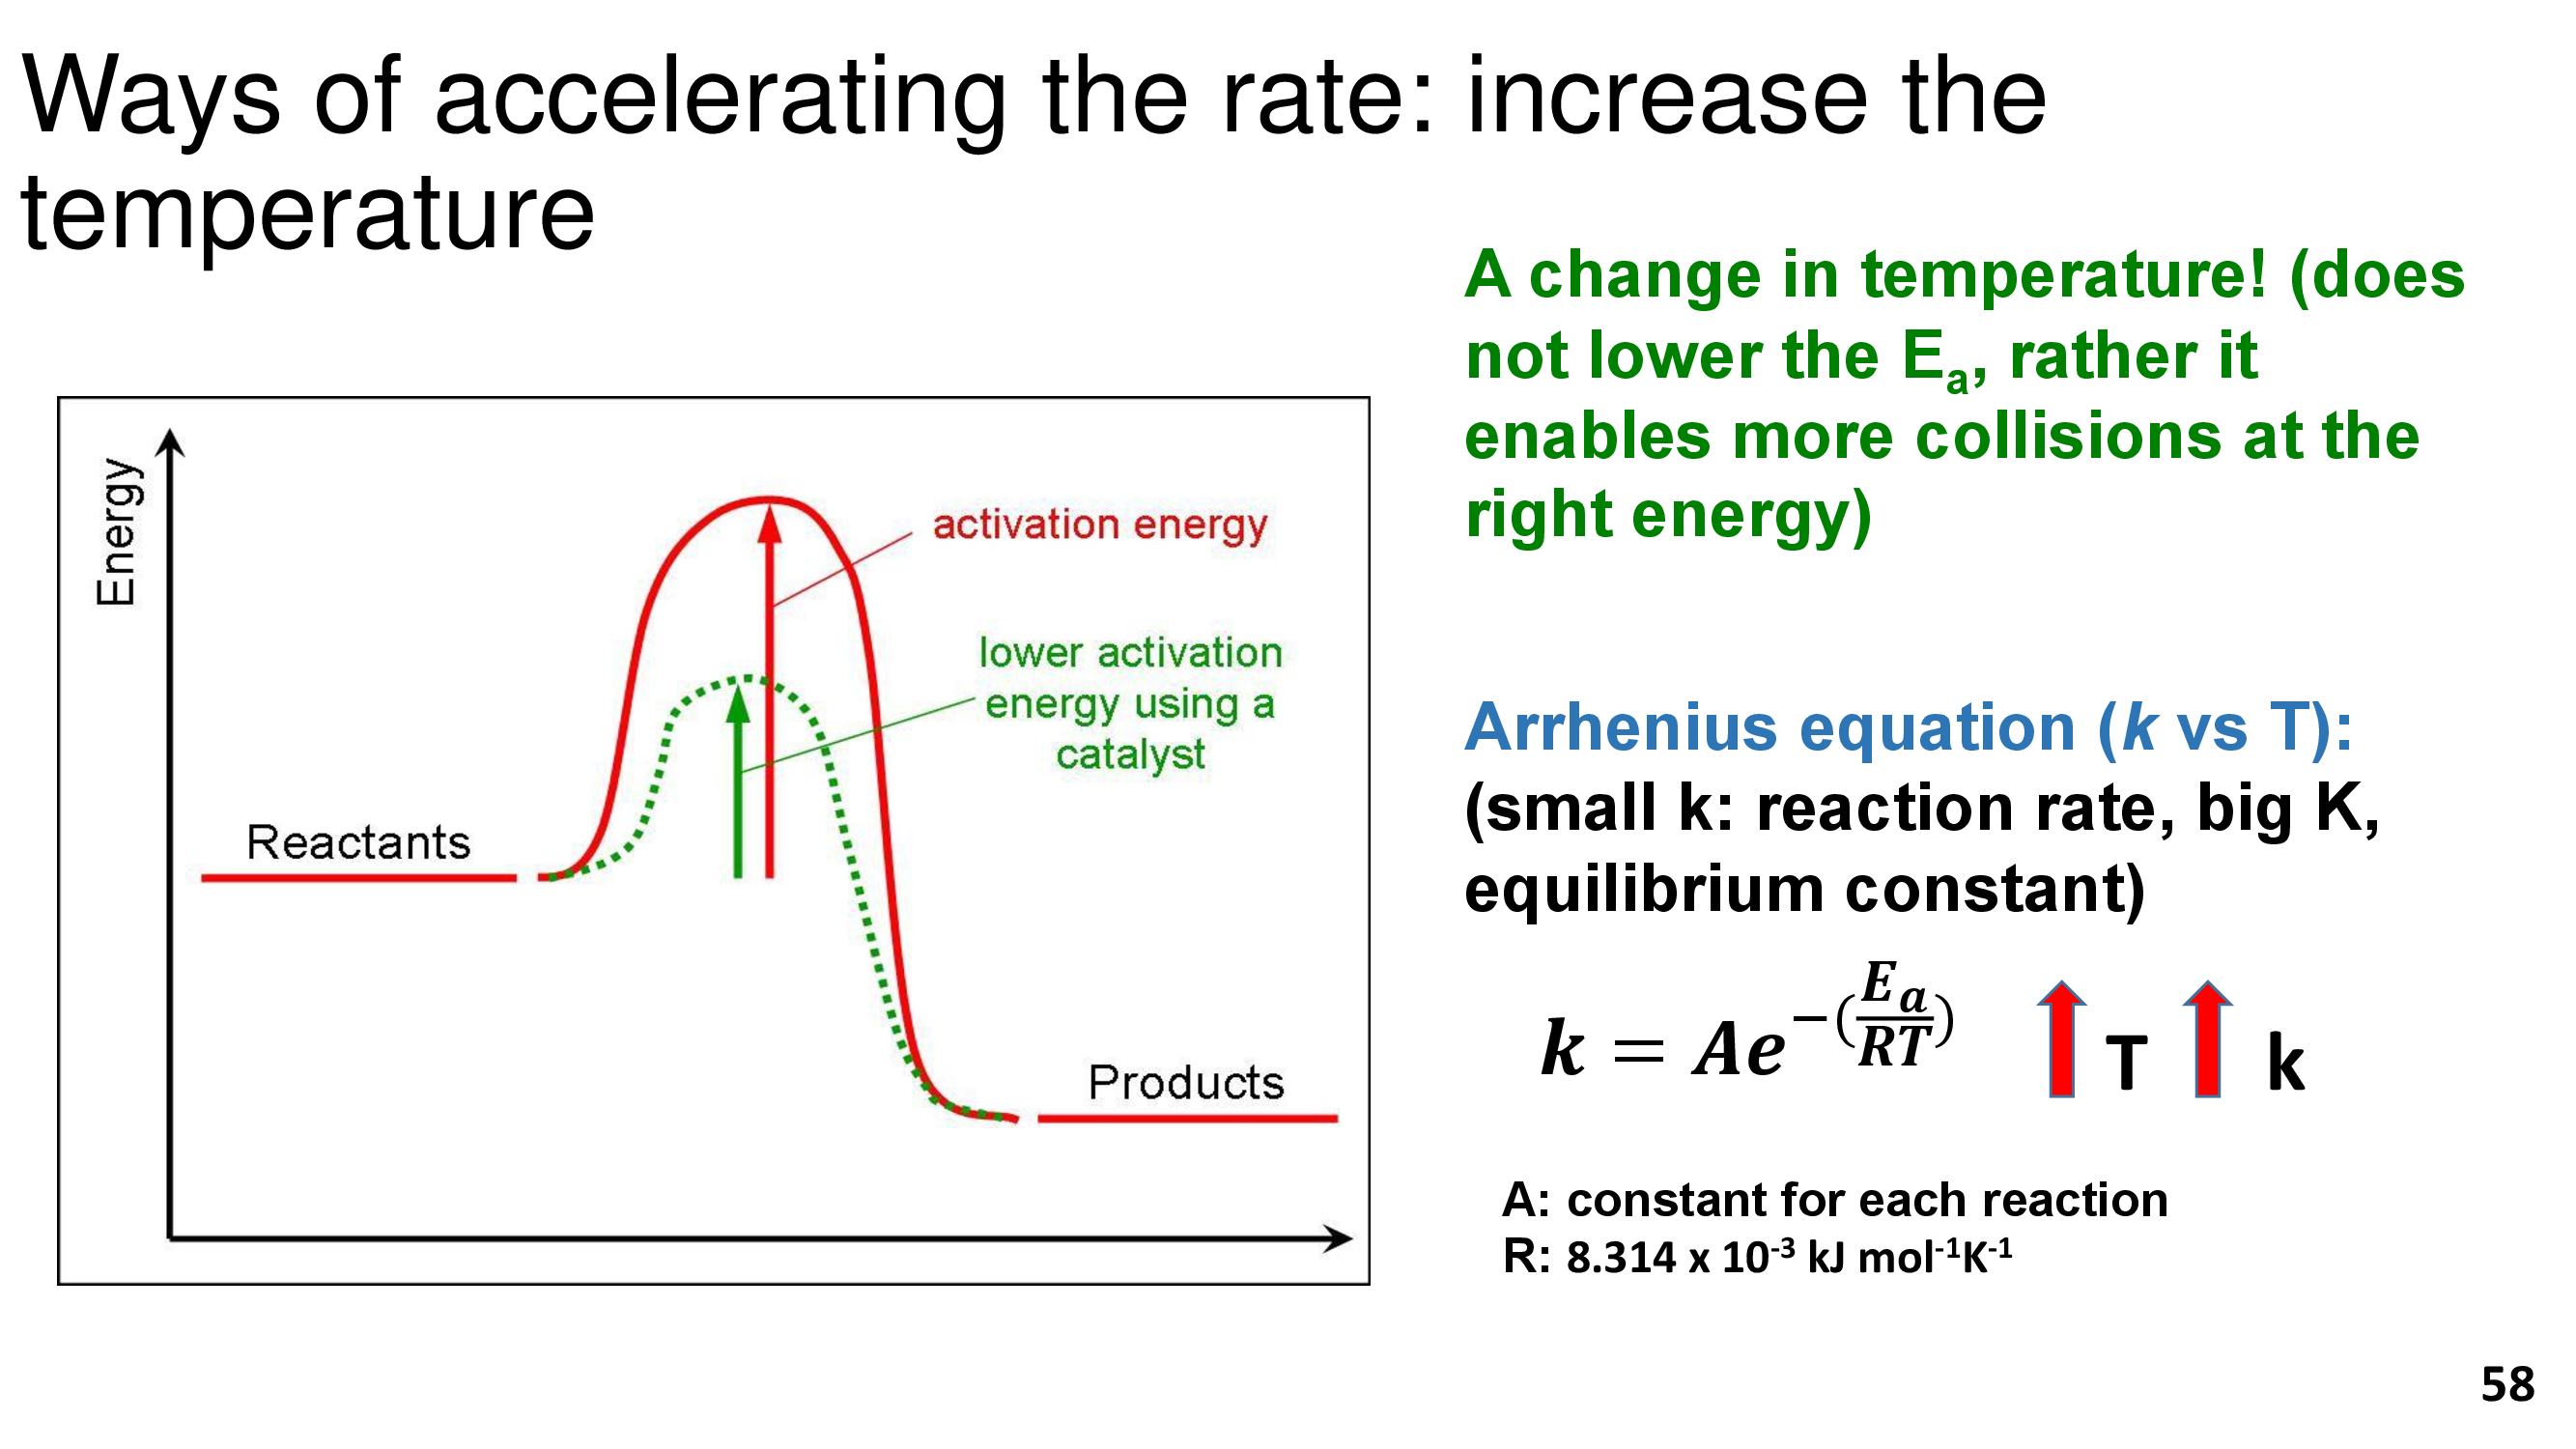 Ways of accelerating the rate: increase the
temperature
A change in temperature! (does
not lower the Eₐ, rather it
enables more collisions at the
right energy)
Energy
activation energy
lower activation
energy using a
catalyst
Reactants
Products
Arrhenius equation (k vs T):
(small k: reaction rate, big K,
equilibrium constant)
k = Ae^−(Eₐ/RT) T k
A: constant for each reaction
R: 8.314 x 10⁻³ kJ mol⁻¹K⁻¹
58